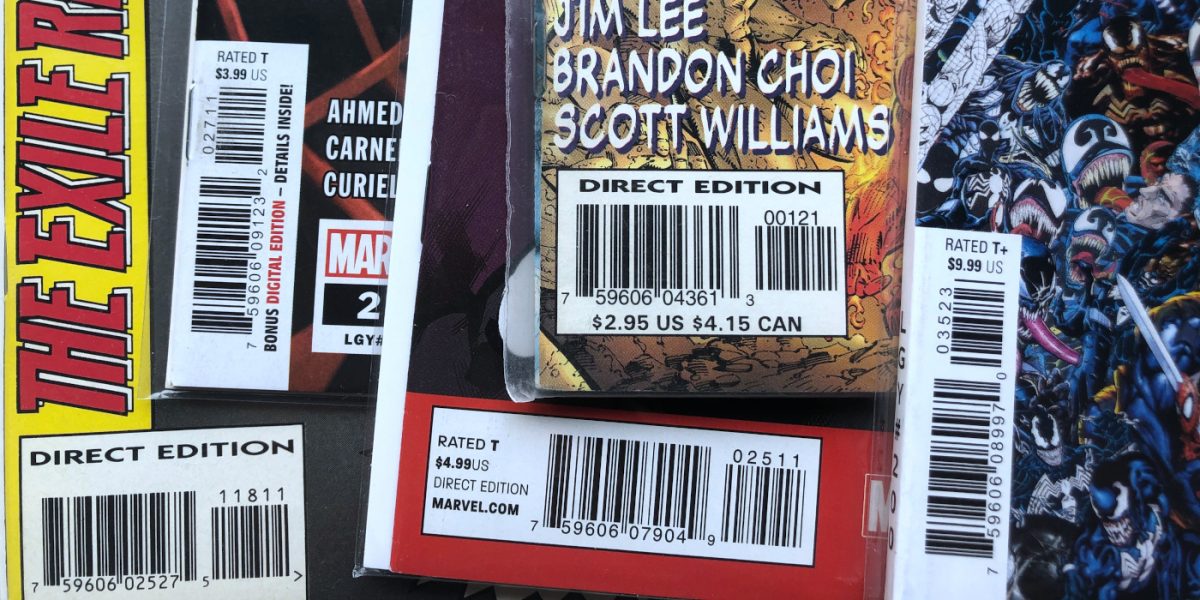 THE EXILE R
DIRECT EDITION
11811
7 59606 02527 5 >
RATED T
$3.99 US
02711
7 59606 09123 2
BONUS DIGITAL EDITION – DETAILS INSIDE!
AHMED
CARNE
CURIEL
MAR
2
LGY#
RATED T
$4.99US
DIRECT EDITION
MARVEL.COM
02511
7 59606 07904 9
JIM LEE
BRANDON CHOI
SCOTT WILLIAMS
DIRECT EDITION
00121
7 59606 04361 3
$2.95 US $4.15 CAN
RATED T+
$9.99 US
03523
7 59606 08997 0
LGY# 200
M